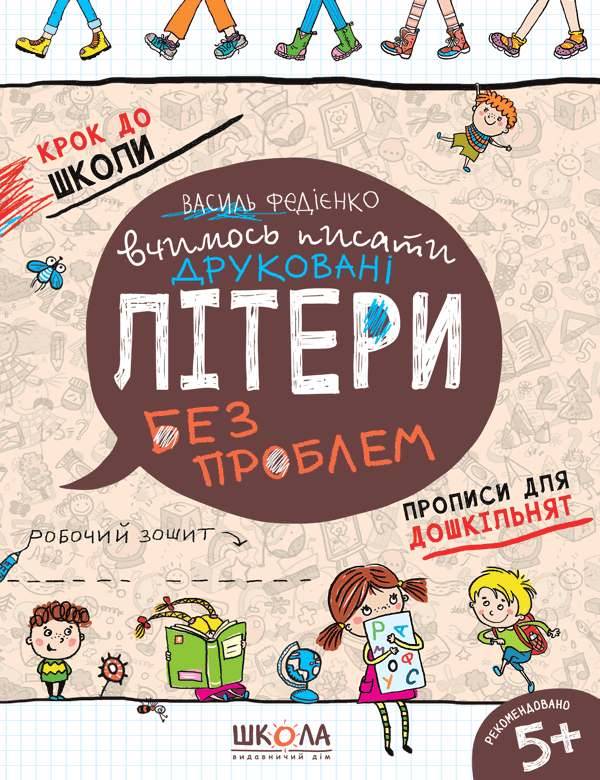 КРОК ДО
ШКОЛИ
ВАСИЛЬ ФЕДІЄНКО
вчимось писати
ДРУКОВАНІ
ЛІТЕРИ
БЕЗ
ПРОБЛЕМ
ПРОПИСИ ДЛЯ
ДОШКІЛЬНЯТ
РОБОЧИЙ ЗОШИТ
Р А
М О Ф
У С
ШКОЛА
ВИДАВНИЧИЙ ДІМ
РЕКОМЕНДОВАНО
5+